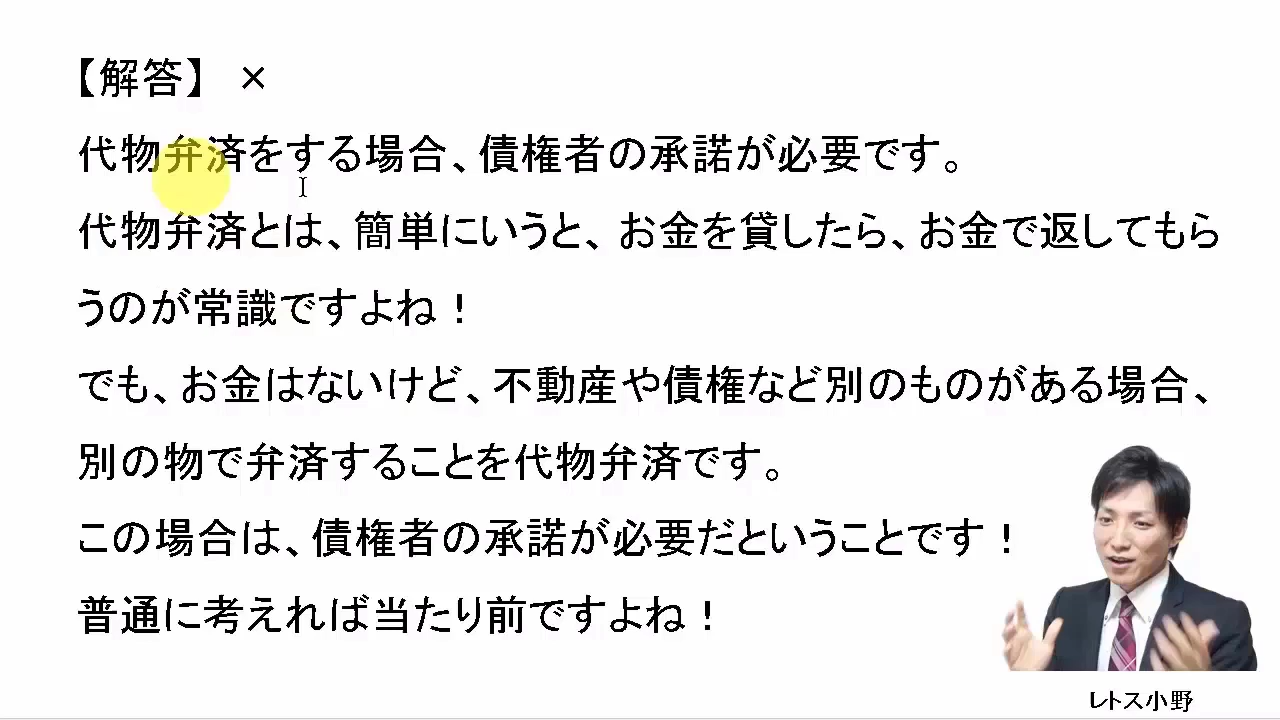 【解答】 ×
代物弁済をする場合、債権者の承諾が必要です。
代物弁済とは、簡単にいうと、お金を貸したら、お金で返してもら
うのが常識ですよね！
でも、お金はないけど、不動産や債権など別のものがある場合、
別の物で弁済することを代物弁済です。
この場合は、債権者の承諾が必要だということです！
普通に考えれば当たり前ですよね！
レトス小野